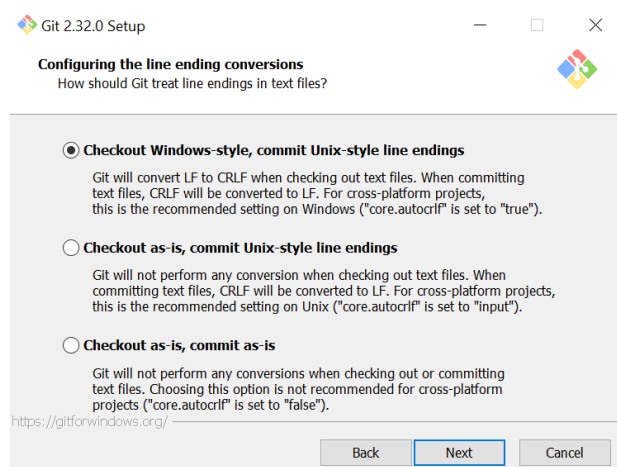 Git 2.32.0 Setup
Configuring the line ending conversions
How should Git treat line endings in text files?
Checkout Windows-style, commit Unix-style line endings
Git will convert LF to CRLF when checking out text files. When committing
text files, CRLF will be converted to LF. For cross-platform projects,
this is the recommended setting on Windows ("core.autocrlf" is set to "true").
Checkout as-is, commit Unix-style line endings
Git will not perform any conversion when checking out text files. When
committing text files, CRLF will be converted to LF. For cross-platform projects,
this is the recommended setting on Unix ("core.autocrlf" is set to "input").
Checkout as-is, commit as-is
Git will not perform any conversions when checking out or committing
text files. Choosing this option is not recommended for cross-platform
projects ("core.autocrlf" is set to "false").
https://gitforwindows.org/
Back Next Cancel